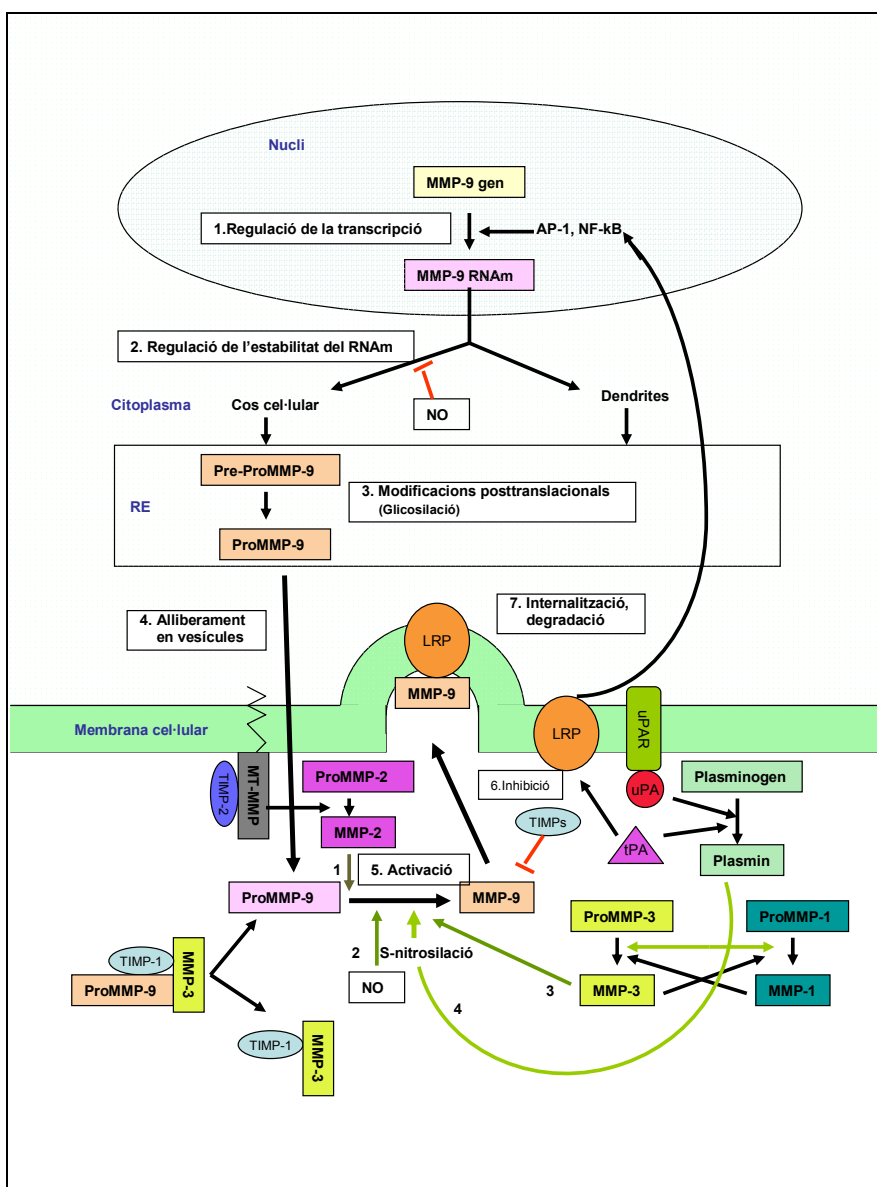 Nucli
MMP-9 gen
1.Regulació de la transcripció
AP-1, NF-kB
MMP-9 RNAm
2. Regulació de l'estabilitat del RNAm
Citoplasma
Cos cel·lular
NO
Dendrites
Pre-ProMMP-9
3. Modificacions posttranslacionals
(Glicosilació)
RE
ProMMP-9
4. Alliberament
en vesícules
7. Internalització,
degradació
LRP
MMP-9
Membrana cel·lular
LRP
uPAR
TIMP-2
MT-MMP
ProMMP-2
6.Inhibició
uPA
Plasminogen
MMP-2
TIMPs
tPA
Plasmin
1
5. Activació
ProMMP-9
MMP-9
ProMMP-3
ProMMP-1
TIMP-1
MMP-3
ProMMP-9
2
S-nitrosilació
NO
4
3
MMP-3
MMP-1
TIMP-1
MMP-3